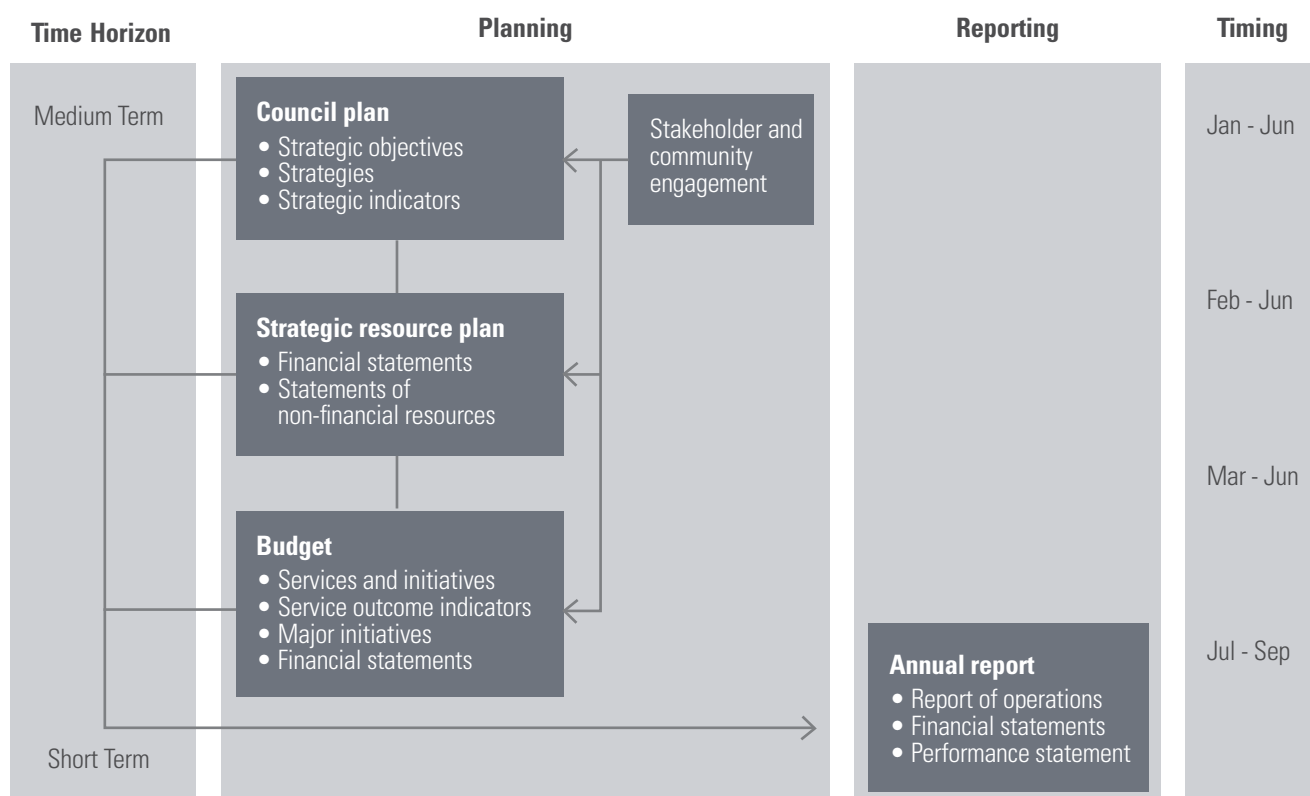 Time Horizon
Planning
Reporting
Timing
Medium Term
Council plan
• Strategic objectives
• Strategies
• Strategic indicators
Stakeholder and
community
engagement
Jan - Jun
Strategic resource plan
• Financial statements
• Statements of
non-financial resources
Feb - Jun
Budget
• Services and initiatives
• Service outcome indicators
• Major initiatives
• Financial statements
Mar - Jun
Annual report
• Report of operations
• Financial statements
• Performance statement
Jul - Sep
Short Term